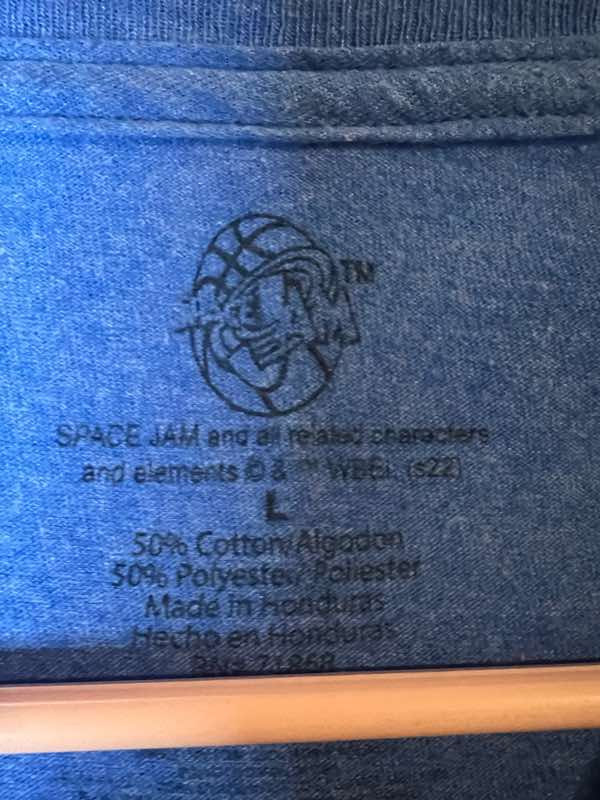 TM
SPACE JAM and all related characters
and elements © & ™ WBEI. (s22)
L
50% Cotton/Algodon
50% Polyester/Poliester
Made in Honduras
Hecho en Honduras